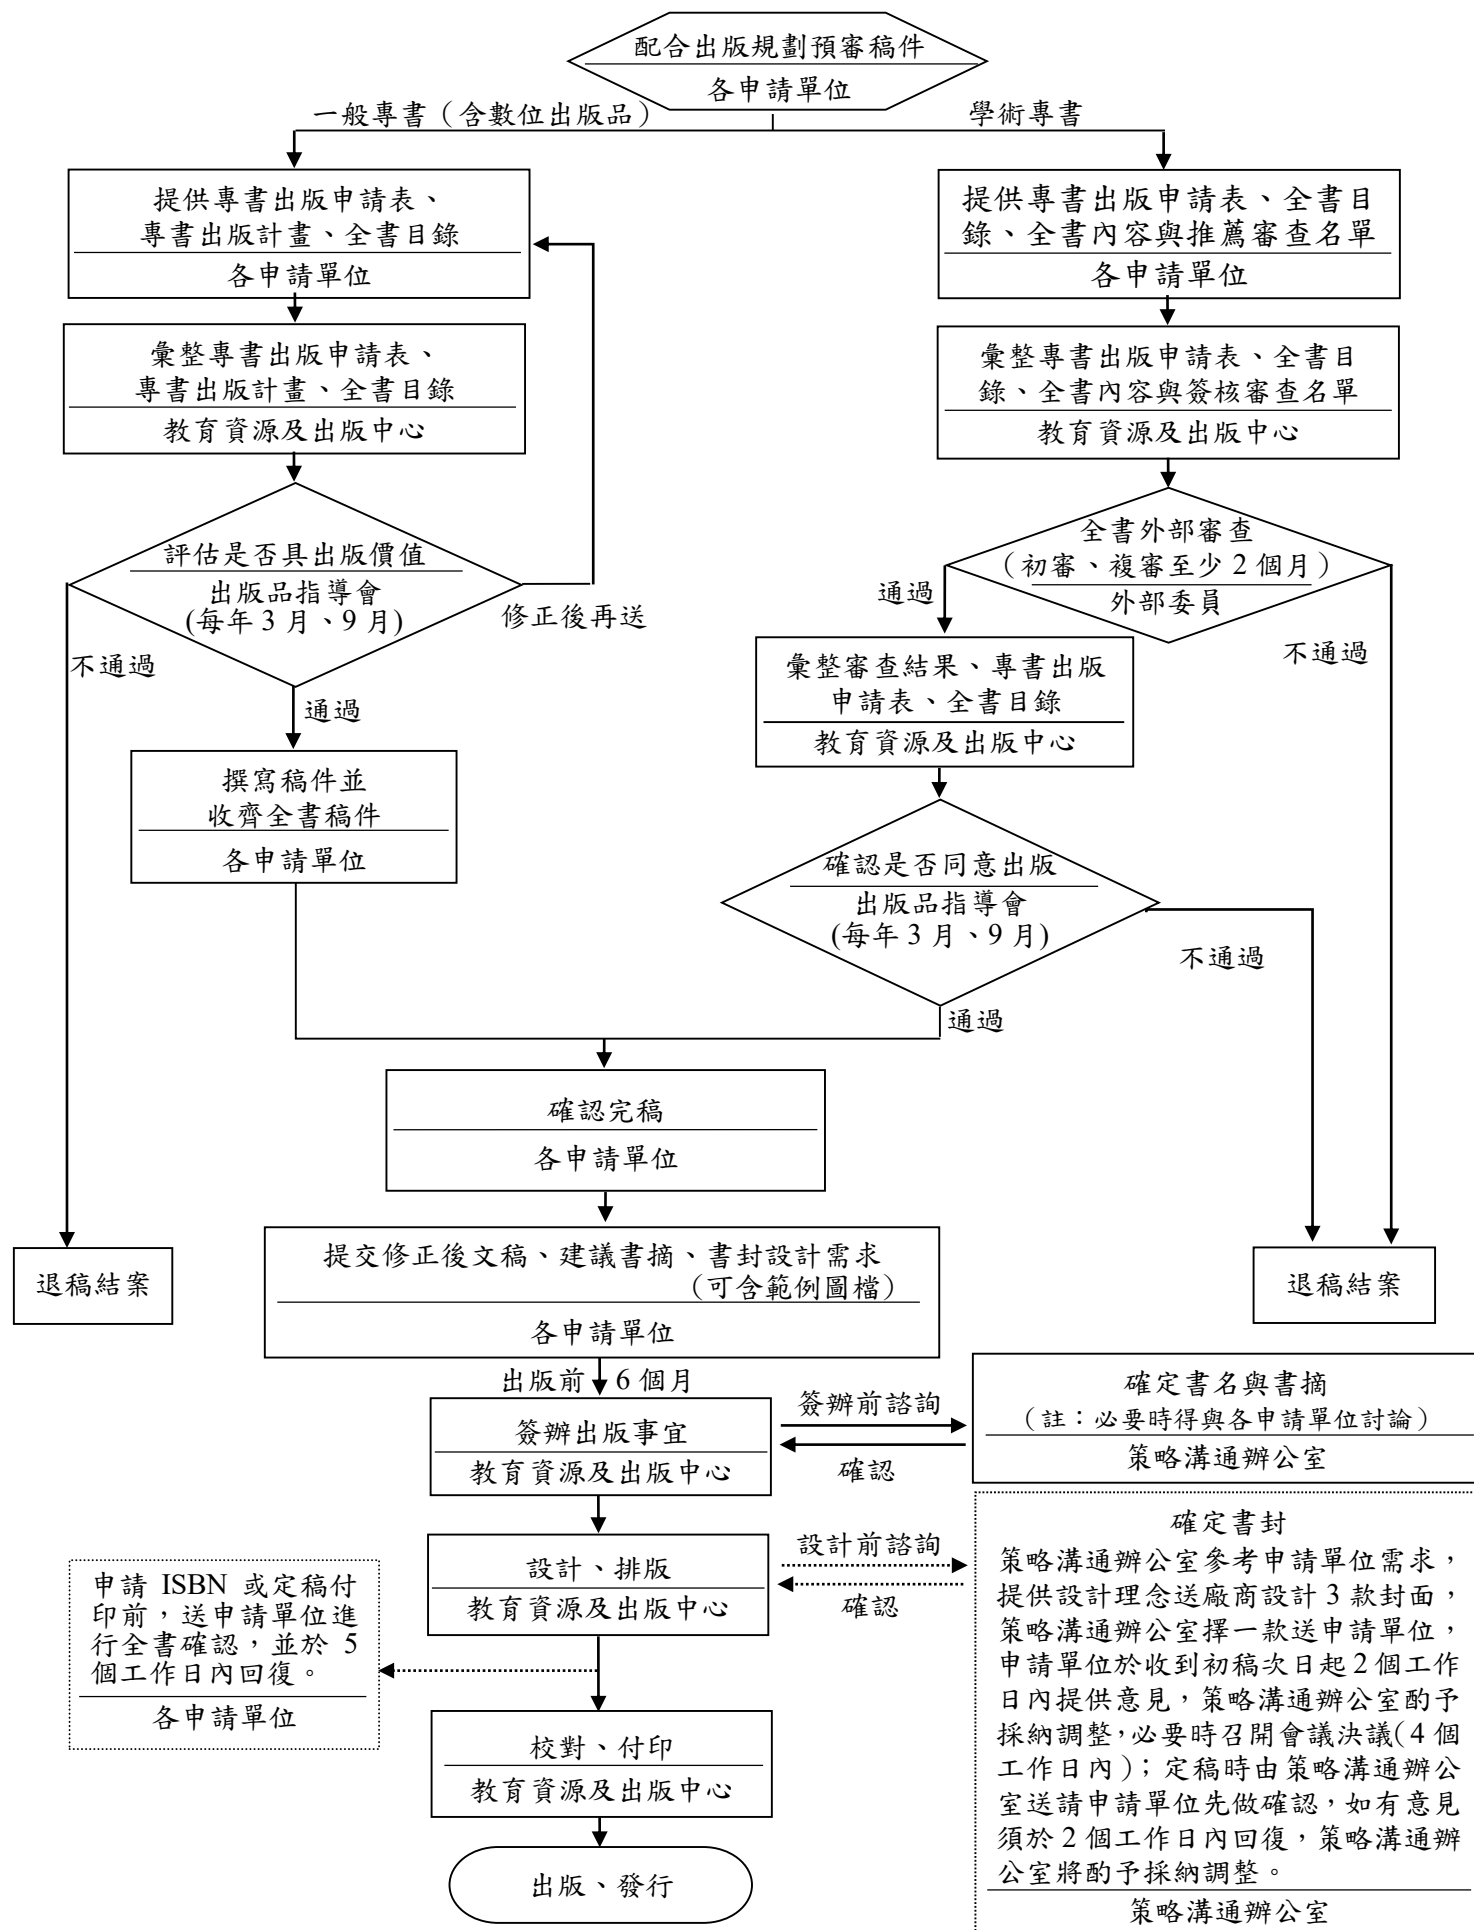 配合出版規劃預審稿件
各申請單位
一般專書（含數位出版品）
學術專書
提供專書出版申請表、
專書出版計畫、全書目錄
各申請單位
提供專書出版申請表、全書目
錄、全書內容與推薦審查名單
各申請單位
彙整專書出版申請表、
專書出版計畫、全書目錄
教育資源及出版中心
彙整專書出版申請表、全書目
錄、全書內容與簽核審查名單
教育資源及出版中心
評估是否具出版價值
出版品指導會
(每年 3 月、9 月)
修正後再送
不通過
通過
全書外部審查
（初審、複審至少 2 個月）
外部委員
通過
不通過
彙整審查結果、專書出版
申請表、全書目錄
教育資源及出版中心
撰寫稿件並
收齊全書稿件
各申請單位
確認是否同意出版
出版品指導會
(每年 3 月、9 月)
不通過
通過
確認完稿
各申請單位
退稿結案
提交修正後文稿、建議書摘、書封設計需求
（可含範例圖檔）
各申請單位
退稿結案
出版前 6 個月
簽辦出版事宜
教育資源及出版中心
簽辦前諮詢
確認
確定書名與書摘
（註：必要時得與各申請單位討論）
策略溝通辦公室
設計、排版
教育資源及出版中心
設計前諮詢
確認
申請 ISBN 或定稿付
印前，送申請單位進
行全書確認，並於 5
個工作日內回復。
各申請單位
確定書封
策略溝通辦公室參考申請單位需求，
提供設計理念送廠商設計 3 款封面，
策略溝通辦公室擇一款送申請單位，
申請單位於收到初稿次日起 2 個工作
日內提供意見，策略溝通辦公室酌予
採納調整，必要時召開會議決議(4 個
工作日內)；定稿時由策略溝通辦公
室送請申請單位先做確認，如有意見
須於 2 個工作日內回復，策略溝通辦
公室將酌予採納調整。
策略溝通辦公室
校對、付印
教育資源及出版中心
出版、發行